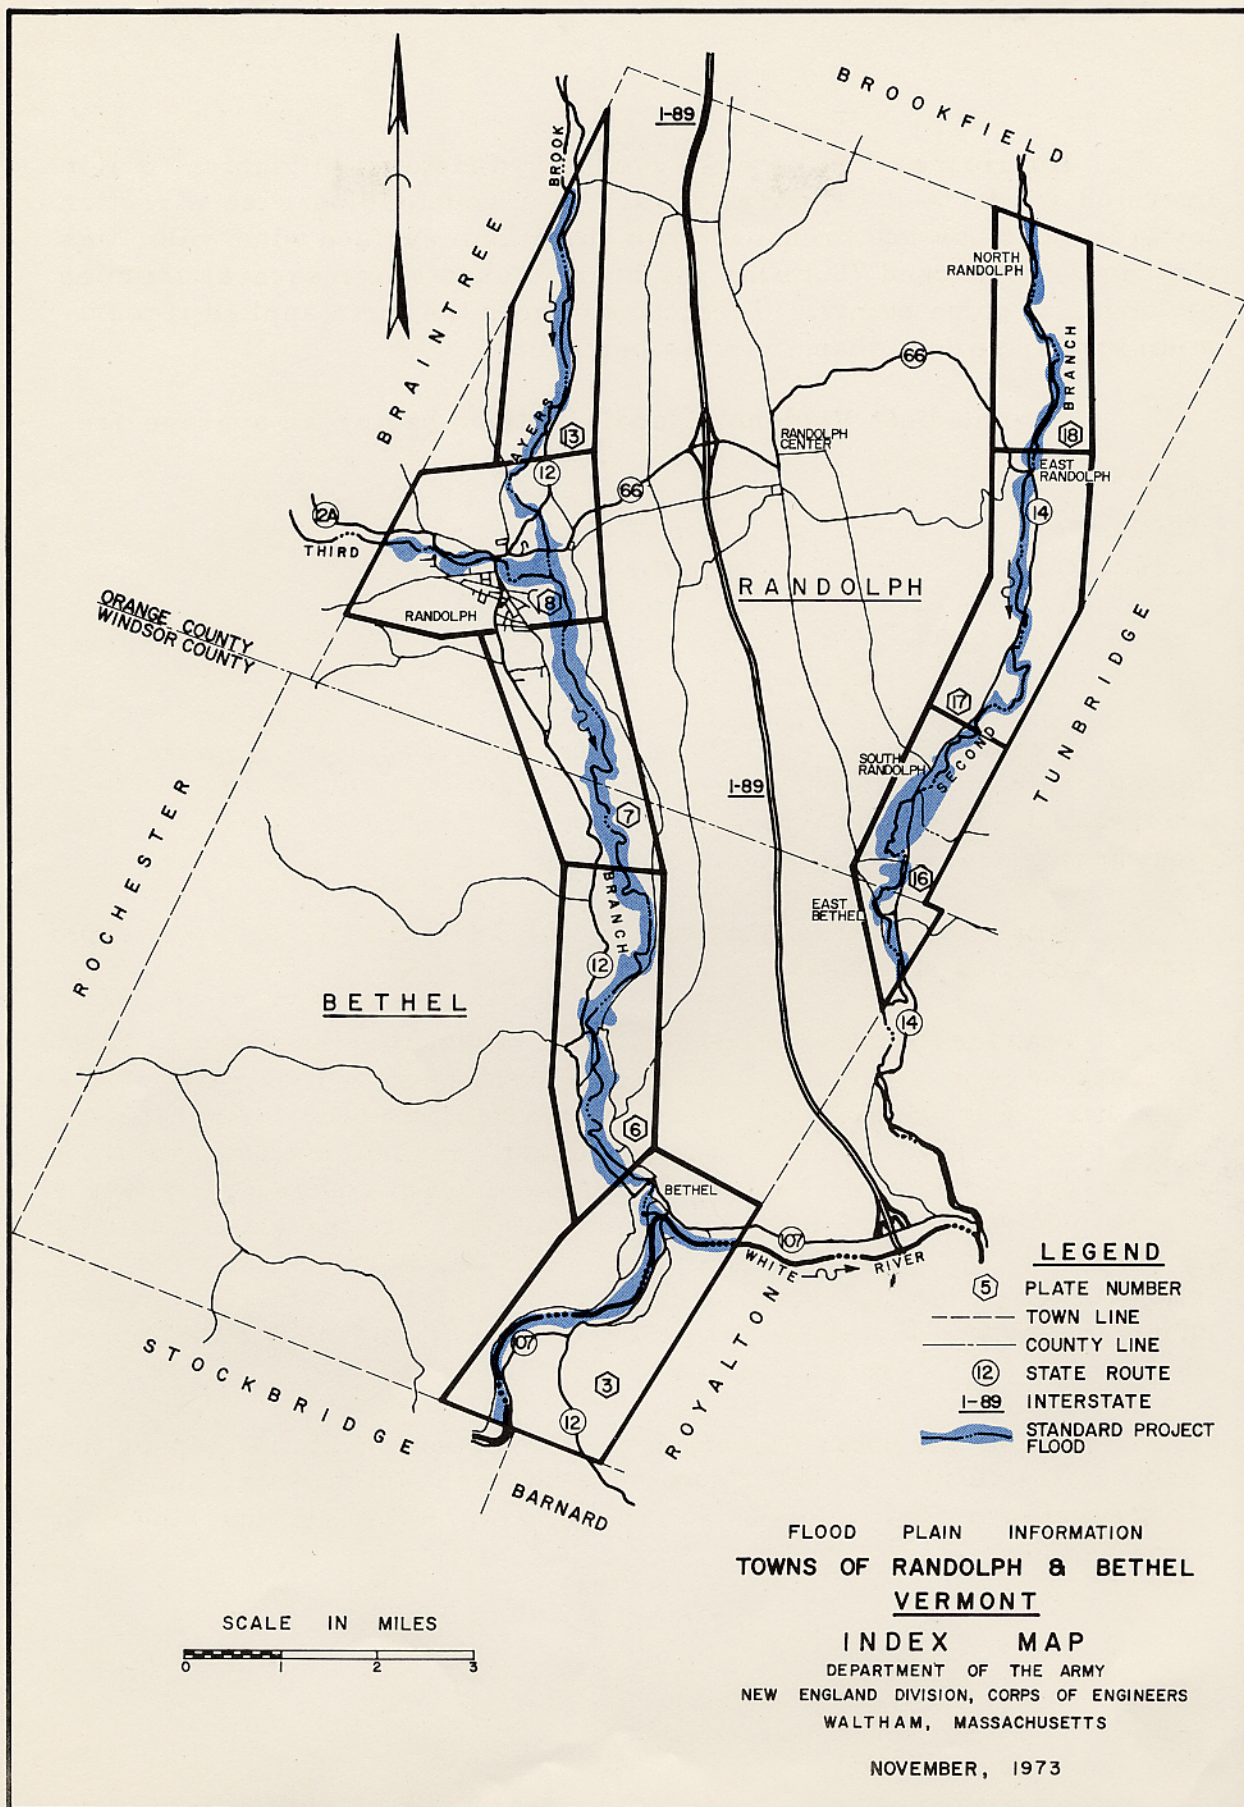 BROOKFIELD
I-89
BROOK
NORTH
RANDOLPH
BRAINTREE
BRANCH
66
AYERS
13
RANDOLPH
CENTER
18
EAST
RANDOLPH
12
66
12A
14
THIRD
RANDOLPH
8
RANDOLPH
ORANGE COUNTY
WINDSOR COUNTY
TUNBRIDGE
17
SECOND
SOUTH
RANDOLPH
I-89
7
ROCHESTER
16
BRANCH
EAST
BETHEL
12
BETHEL
14
6
BETHEL
107
WHITE RIVER
107
STOCKBRIDGE
3
12
ROYALTON
BARNARD
LEGEND
5 PLATE NUMBER
TOWN LINE
COUNTY LINE
12 STATE ROUTE
I-89 INTERSTATE
STANDARD PROJECT
FLOOD
FLOOD PLAIN INFORMATION
TOWNS OF RANDOLPH & BETHEL
VERMONT
INDEX MAP
DEPARTMENT OF THE ARMY
NEW ENGLAND DIVISION, CORPS OF ENGINEERS
WALTHAM, MASSACHUSETTS
NOVEMBER, 1973
SCALE IN MILES
0 1 2 3